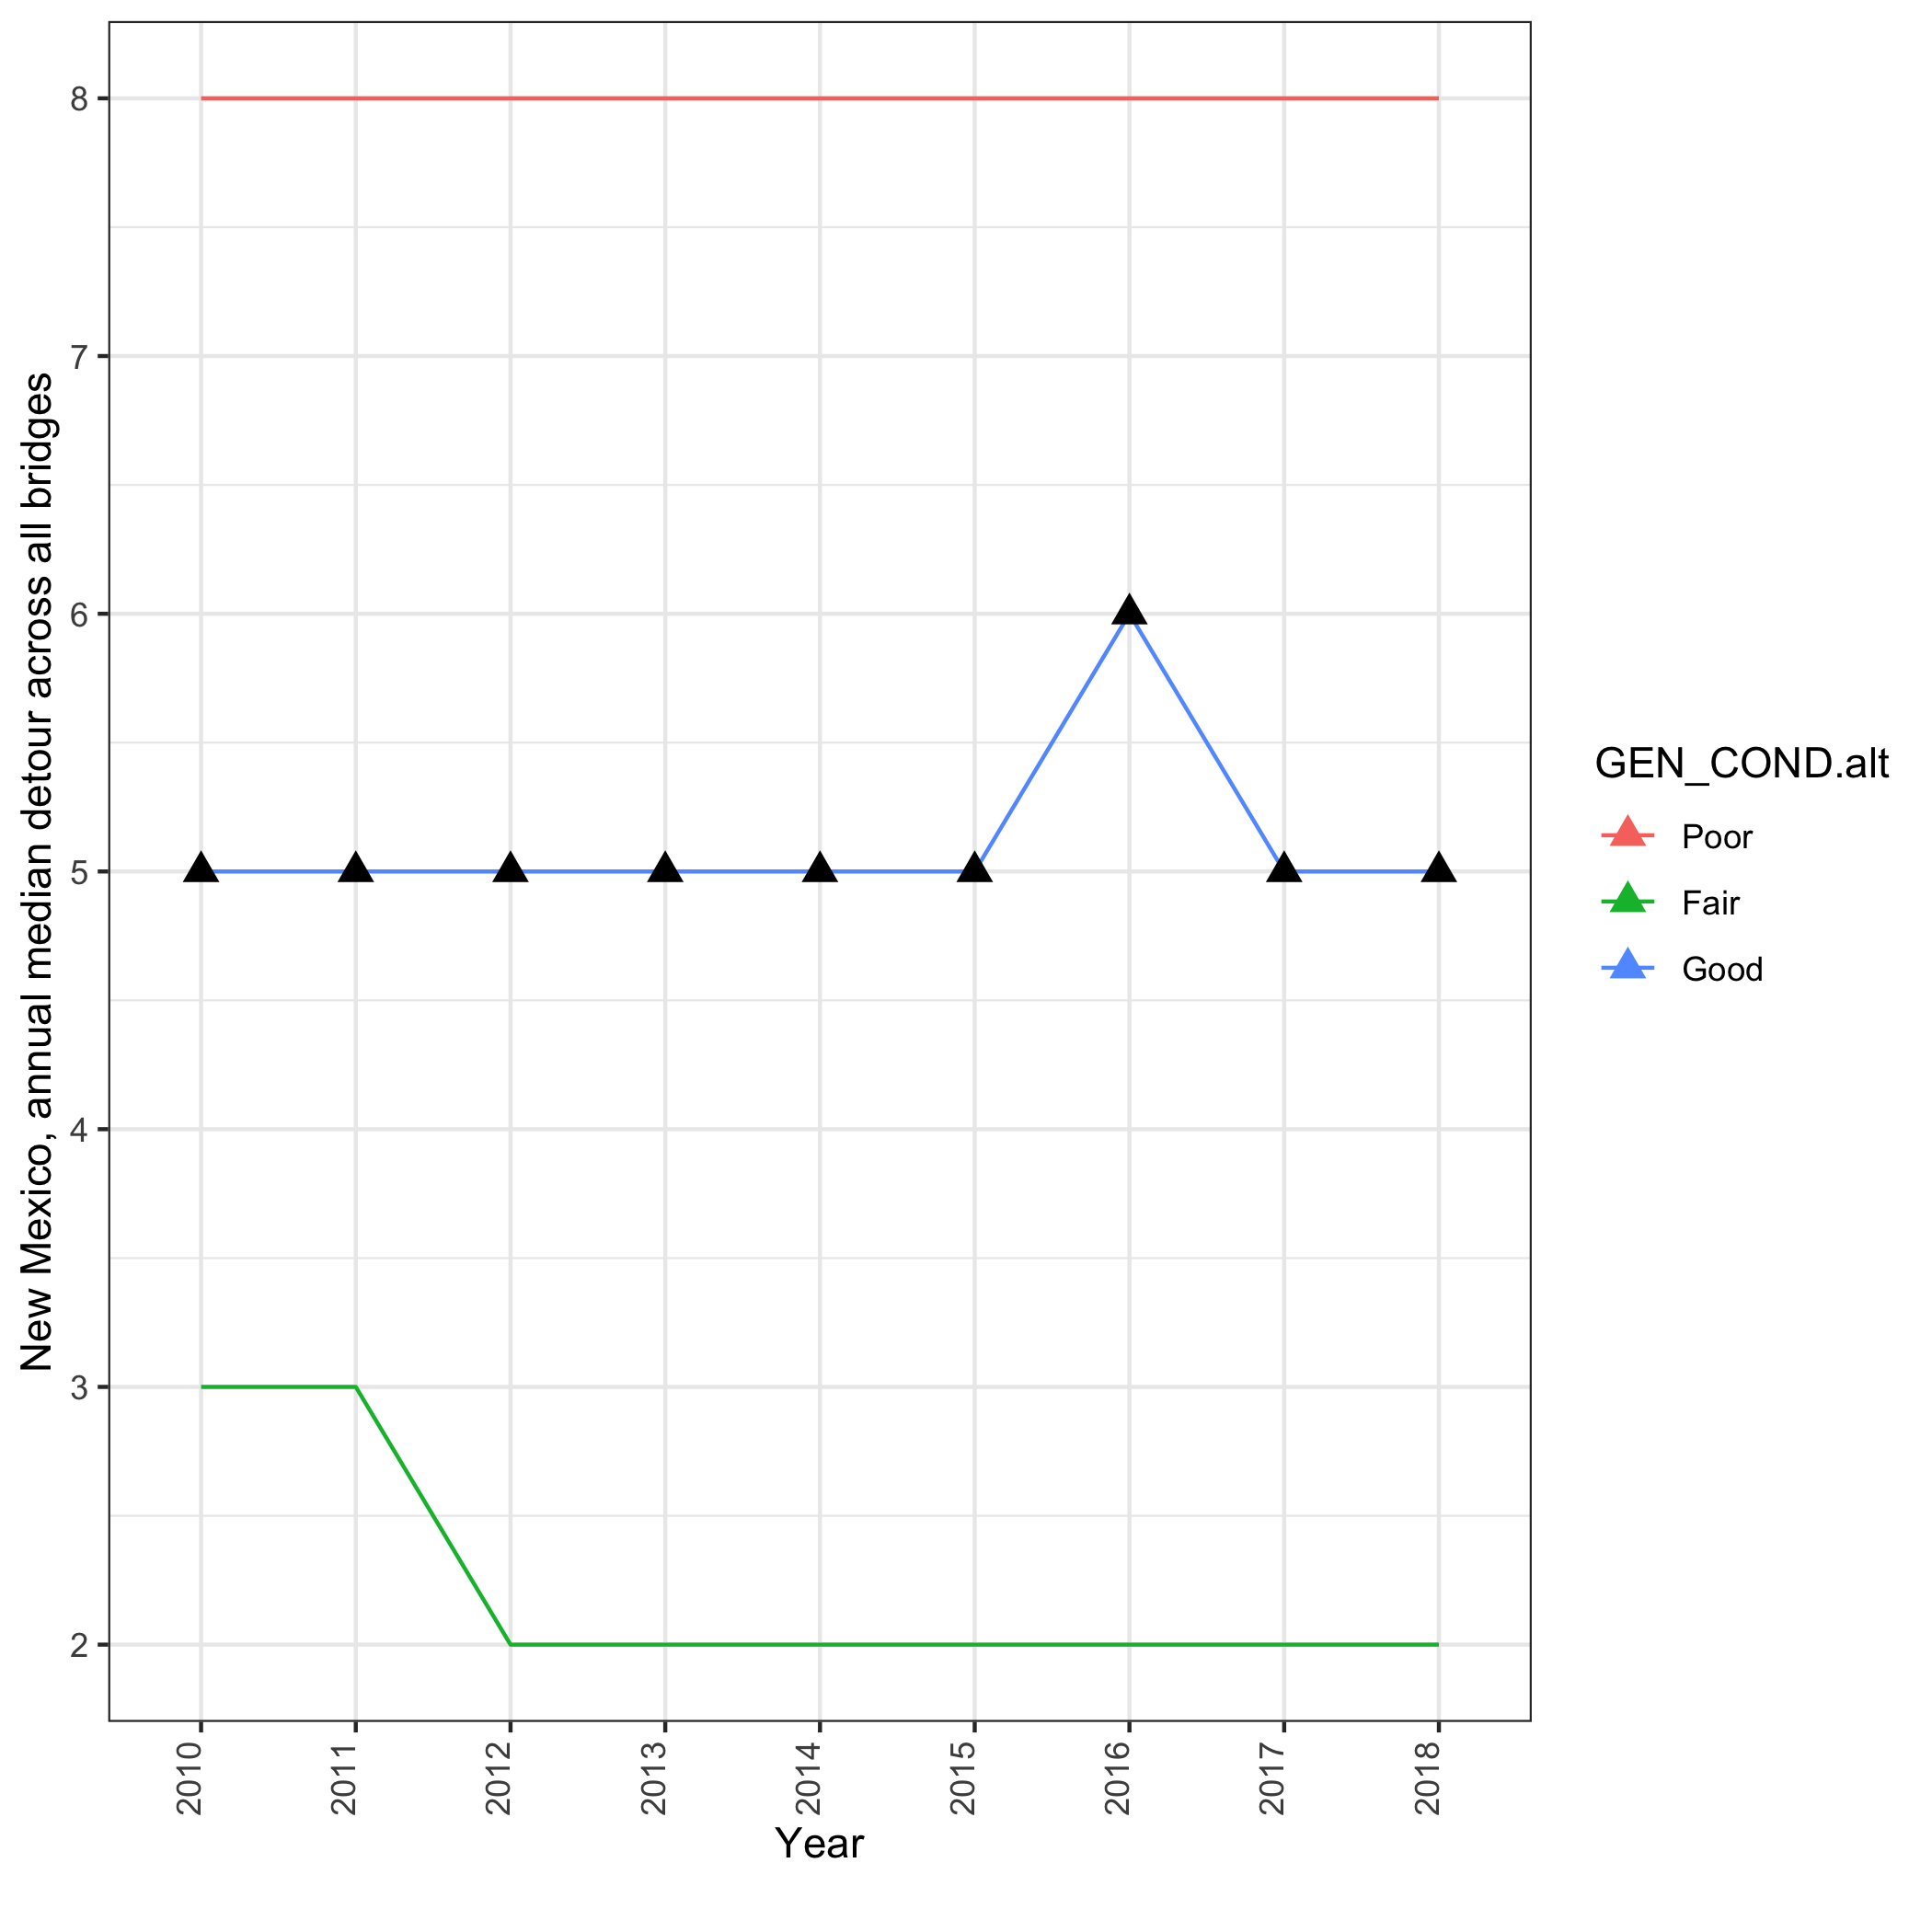 New Mexico, annual median detour across all bridges
8
7
6
5
4
3
2
2010
2011
2012
2013
2014
2015
2016
2017
2018
Year
GEN_COND.alt
Poor
Fair
Good